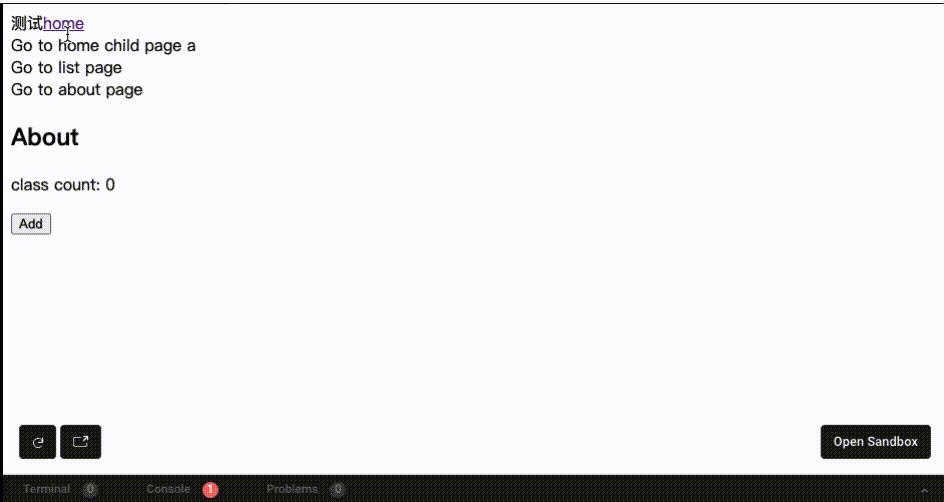 测试home
Go to home child page a
Go to list page
Go to about page
About
class count: 0
Add
Open Sandbox
Terminal 0 Console 1 Problems 0